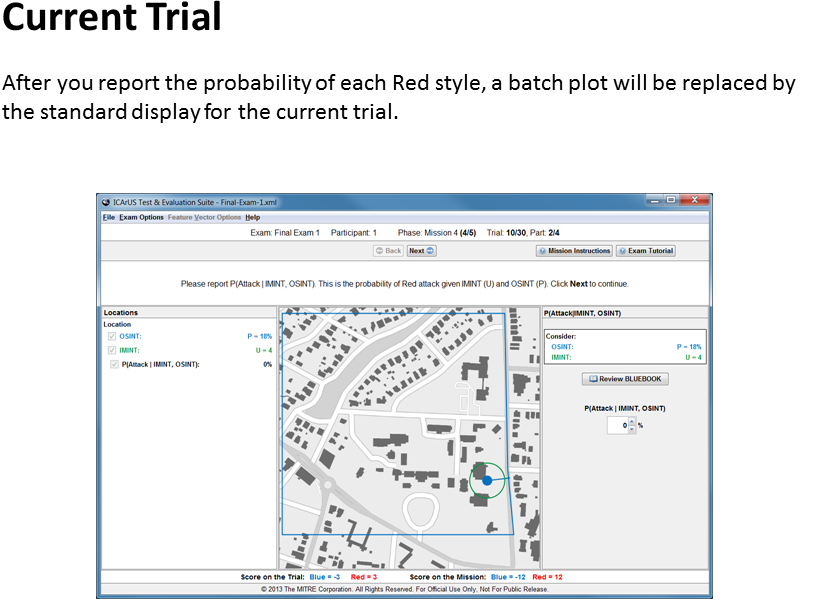 Current Trial
After you report the probability of each Red style, a batch plot will be replaced by
the standard display for the current trial.
ICArUS Test & Evaluation Suite - Final-Exam-1.xml
File Exam Options Feature Vector Options Help
Exam: Final Exam 1 Participant: 1 Phase: Mission 4 (4/5) Trial: 10/30, Part: 2/4
Back Next Mission Instructions Exam Tutorial
Please report P(Attack | IMINT, OSINT). This is the probability of Red attack given IMINT (U) and OSINT (P). Click Next to continue.
Locations
Location
OSINT: P = 18%
IMINT: U = 4
P(Attack | IMINT, OSINT): 0%
P(Attack|IMINT, OSINT)
Consider:
OSINT: P = 18%
IMINT: U = 4
Review BLUEBOOK
P(Attack | IMINT, OSINT)
0 %
Score on the Trial: Blue = -3 Red = 3 Score on the Mission: Blue = -12 Red = 12
© 2013 The MITRE Corporation. All Rights Reserved. For Official Use Only, Not For Public Release.